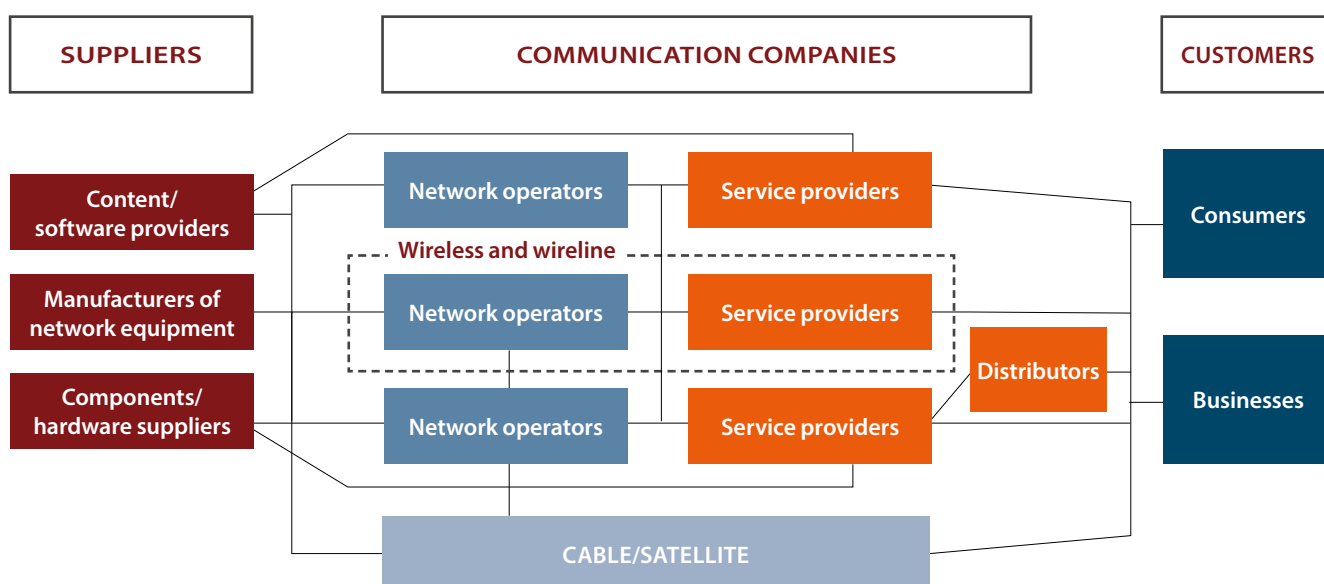 SUPPLIERS
COMMUNICATION COMPANIES
CUSTOMERS
Content/
software providers
Network operators
Service providers
Consumers
Wireless and wireline
Manufacturers of
network equipment
Network operators
Service providers
Distributors
Components/
hardware suppliers
Network operators
Service providers
Businesses
CABLE/SATELLITE